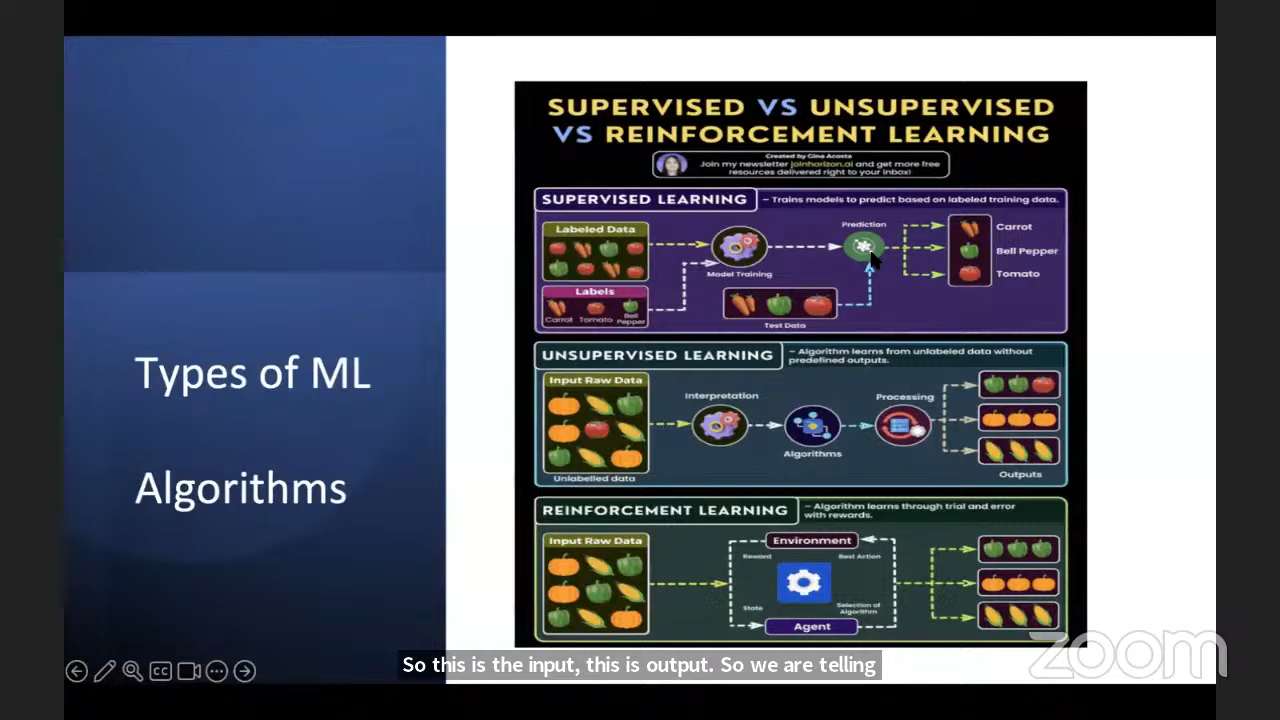 Types of ML
Algorithms
SUPERVISED VS UNSUPERVISED
VS REINFORCEMENT LEARNING
Created by Gina Acosta
Join my newsletter joinhorizon.ai and get more free
resources delivered right to your inbox!
SUPERVISED LEARNING
– Trains models to predict based on labeled training data.
Labeled Data
Labels
Carrot
Tomato
Bell
Pepper
Model Training
Prediction
Test Data
Carrot
Bell Pepper
Tomato
UNSUPERVISED LEARNING
– Algorithm learns from unlabeled data without
predefined outputs.
Input Raw Data
Unlabelled data
Interpretation
Algorithms
Processing
Outputs
REINFORCEMENT LEARNING
– Algorithm learns through trial and error
with rewards.
Input Raw Data
Environment
Reward
Best Action
State
Selection of
Algorithm
Agent
So this is the input, this is output. So we are telling
CC
zoom